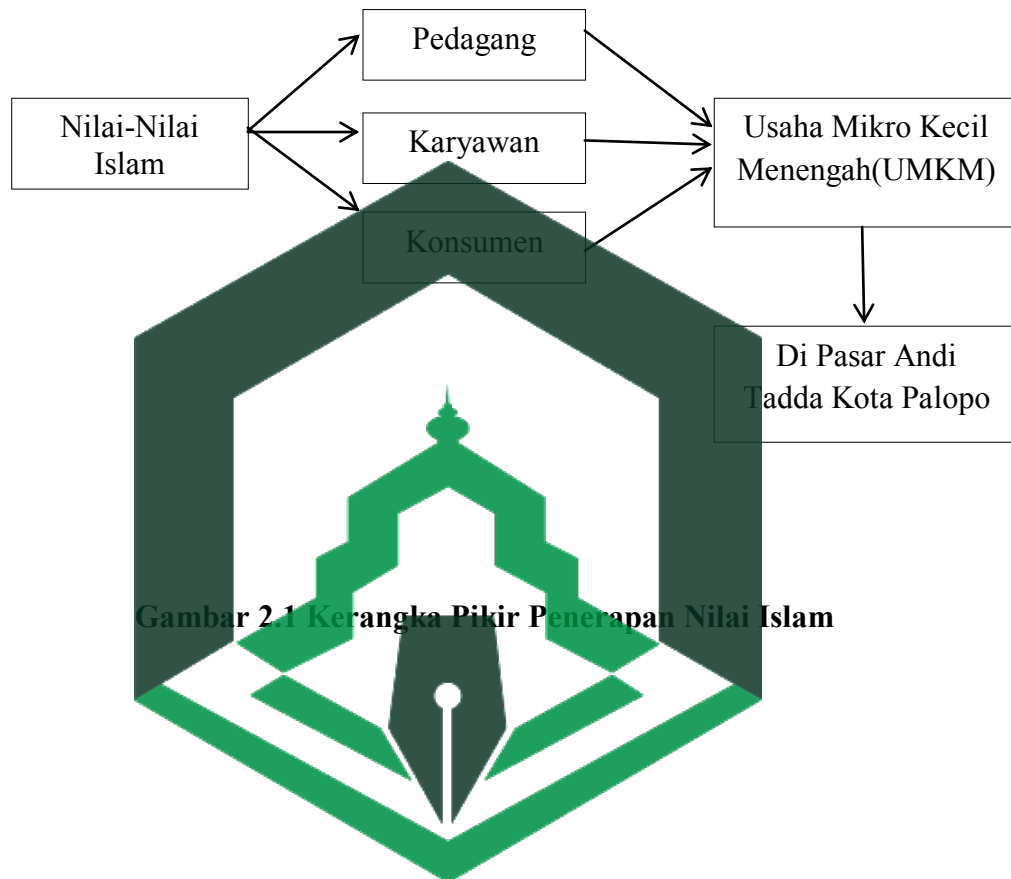 Pedagang
Nilai-Nilai
Islam
Karyawan
Konsumen
Usaha Mikro Kecil
Menengah(UMKM)
Di Pasar Andi
Tadda Kota Palopo
Gambar 2.1 Kerangka Pikir Penerapan Nilai Islam